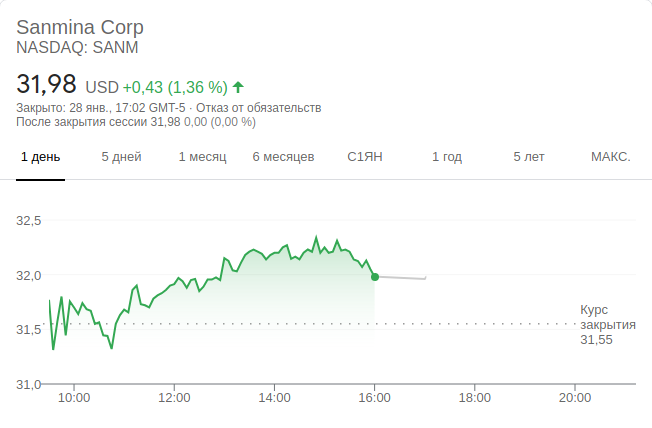 Sanmina Corp
NASDAQ: SANM
31,98 USD +0,43 (1,36 %)
Закрыто: 28 янв., 17:02 GMT-5 · Отказ от обязательств
После закрытия сессии 31,98 0,00 (0,00 %)
1 день 5 дней 1 месяц 6 месяцев С1ЯН 1 год 5 лет МАКС.
32,5
32,0
31,5
31,0
Курс
закрытия
31,55
10:00 12:00 14:00 16:00 18:00 20:00